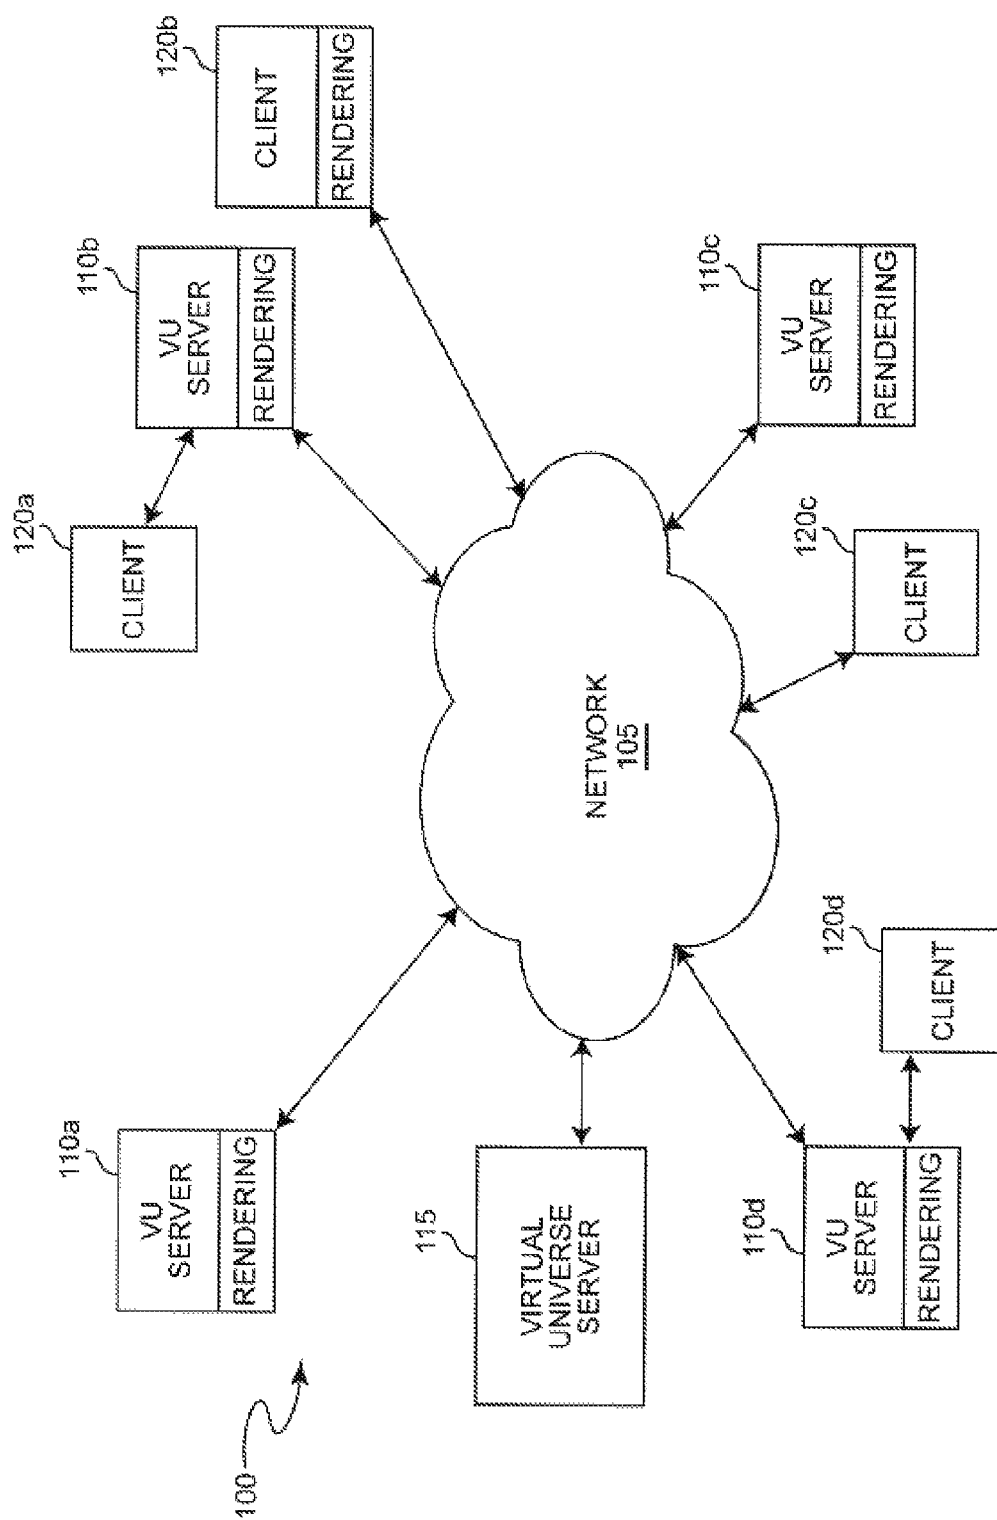 100
110a
VU
SERVER
RENDERING
120a
CLIENT
110b
VU
SERVER
RENDERING
120b
CLIENT
RENDERING
115
VIRTUAL
UNIVERSE
SERVER
NETWORK
105
110d
VU
SERVER
RENDERING
120d
CLIENT
120c
CLIENT
110c
VU
SERVER
RENDERING